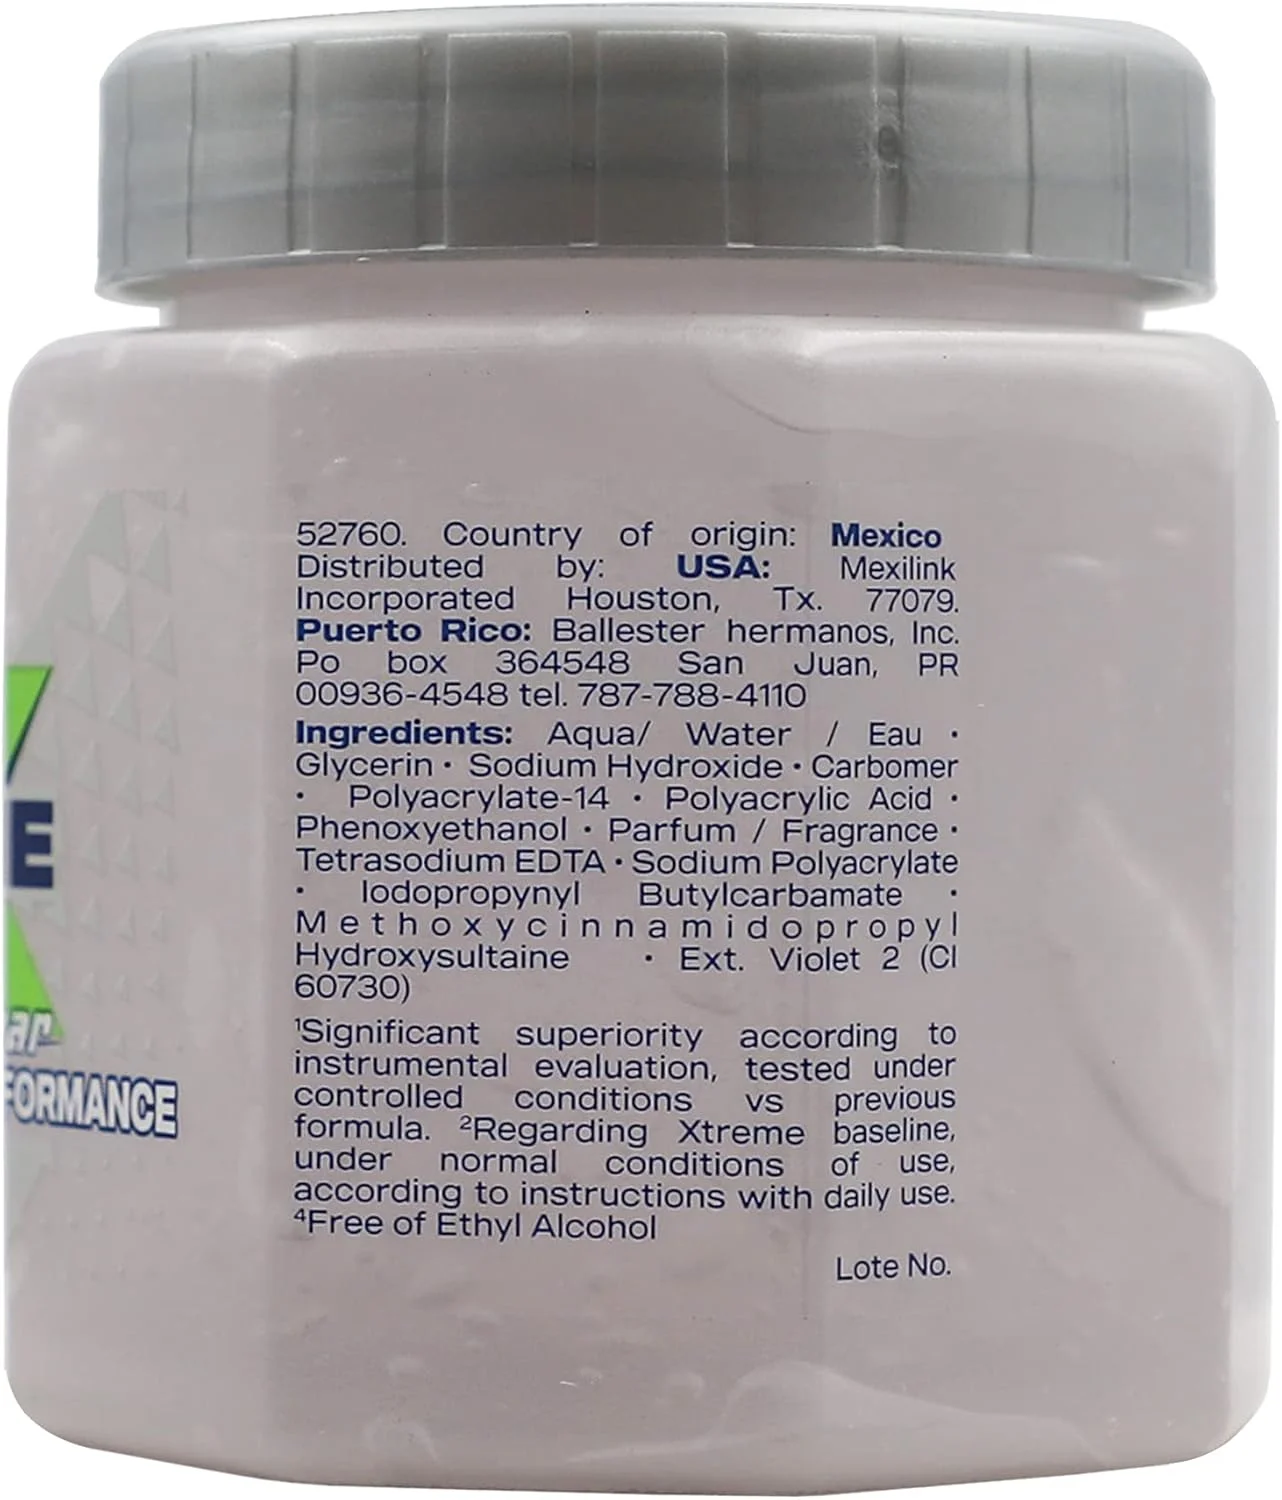 52760. Country of origin: Mexico
Distributed by: USA: Mexilink
Incorporated Houston, Tx. 77079.
Puerto Rico: Ballester hermanos, Inc.
Po box 364548 San Juan, PR
00936-4548 tel. 787-788-4110
Ingredients: Aqua/ Water / Eau ·
Glycerin · Sodium Hydroxide · Carbomer
· Polyacrylate-14 · Polyacrylic Acid ·
Phenoxyethanol · Parfum / Fragrance ·
Tetrasodium EDTA · Sodium Polyacrylate
· Iodopropynyl Butylcarbamate ·
Methoxycinnamidopropyl
Hydroxysultaine · Ext. Violet 2 (CI
60730)
¹Significant superiority according to
instrumental evaluation, tested under
controlled conditions vs previous
formula. ²Regarding Xtreme baseline,
under normal conditions of use,
according to instructions with daily use.
⁴Free of Ethyl Alcohol
Lote No.
E
ar
FORMANCE